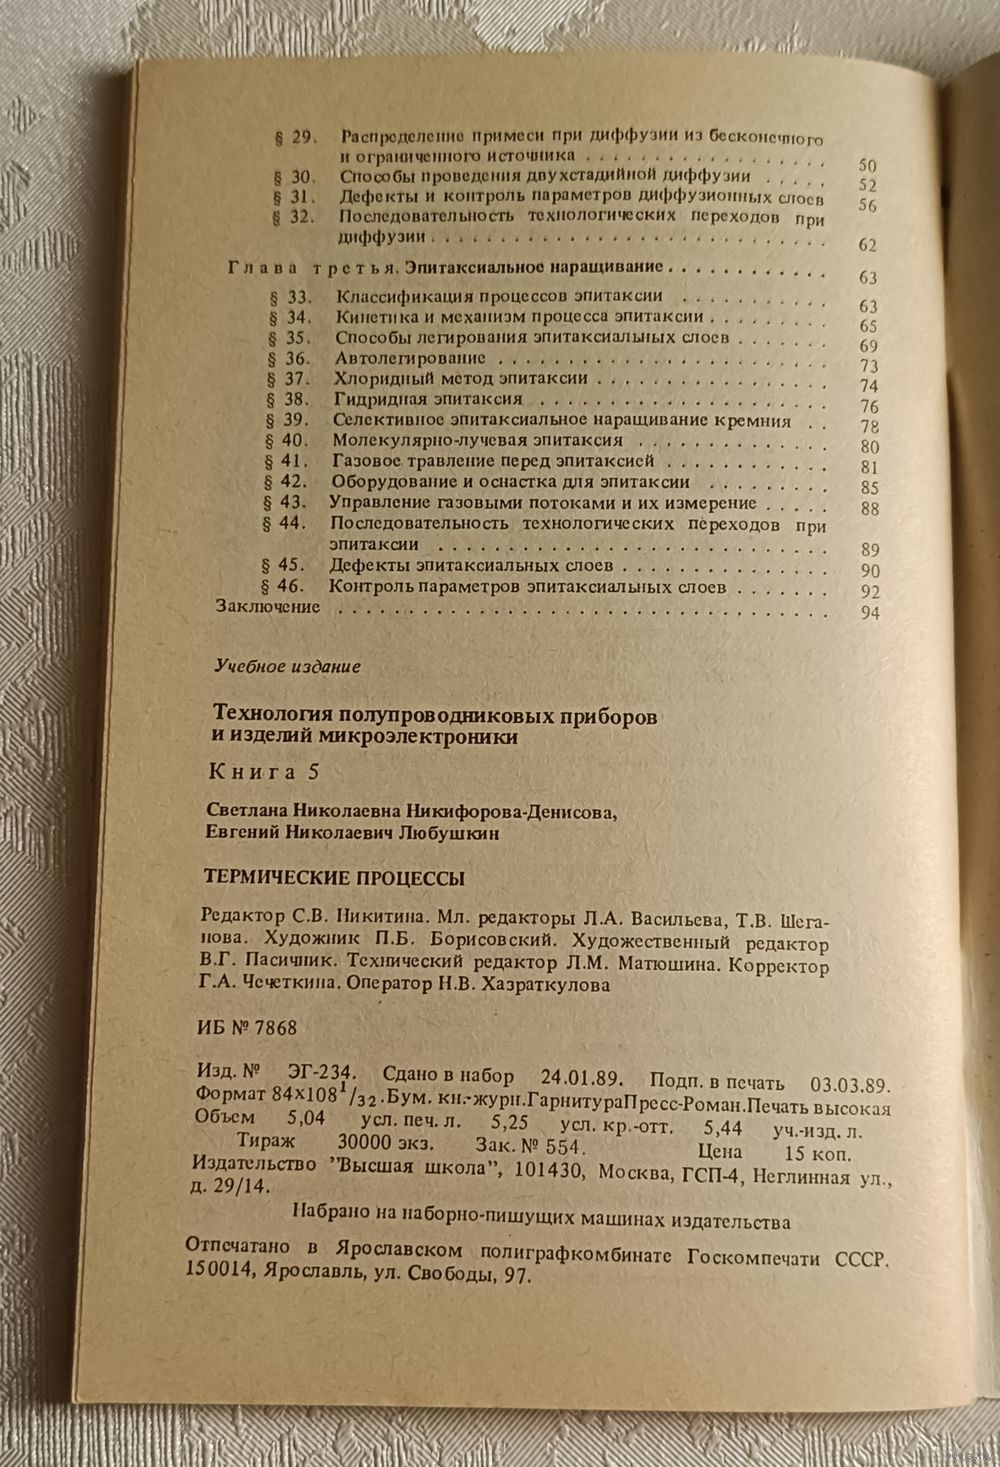 § 29. Распределение примеси при диффузии из бесконечного
и ограниченного источника . . . . . . . . . . . . . . . . . 50
§ 30. Способы проведения двухстадийной диффузии . . . . . 52
§ 31. Дефекты и контроль параметров диффузионных слоев 56
§ 32. Последовательность технологических переходов при
диффузии . . . . . . . . . . . . . . . . . . . . . . . . . . . 62
Глава третья. Эпитаксиальное наращивание . . . . . . . . . . . . 63
§ 33. Классификация процессов эпитаксии . . . . . . . . . . 63
§ 34. Кинетика и механизм процесса эпитаксии . . . . . . . . 65
§ 35. Способы легирования эпитаксиальных слоев . . . . . . . 69
§ 36. Автолегирование . . . . . . . . . . . . . . . . . . . . . . 73
§ 37. Хлоридный метод эпитаксии . . . . . . . . . . . . . . . 74
§ 38. Гидридная эпитаксия . . . . . . . . . . . . . . . . . . . 76
§ 39. Селективное эпитаксиальное наращивание кремния . . 78
§ 40. Молекулярно-лучевая эпитаксия . . . . . . . . . . . . . 80
§ 41. Газовое травление перед эпитаксией . . . . . . . . . . . 81
§ 42. Оборудование и оснастка для эпитаксии . . . . . . . . 85
§ 43. Управление газовыми потоками и их измерение . . . . . 88
§ 44. Последовательность технологических переходов при
эпитаксии . . . . . . . . . . . . . . . . . . . . . . . . . . 89
§ 45. Дефекты эпитаксиальных слоев . . . . . . . . . . . . . . 90
§ 46. Контроль параметров эпитаксиальных слоев . . . . . . . 92
Заключение . . . . . . . . . . . . . . . . . . . . . . . . . . . . . . . . . 94
Учебное издание
Технология полупроводниковых приборов
и изделий микроэлектроники
Книга 5
Светлана Николаевна Никифорова-Денисова,
Евгений Николаевич Любушкин
ТЕРМИЧЕСКИЕ ПРОЦЕССЫ
Редактор С.В. Никитина. Мл. редакторы Л.А. Васильева, Т.В. Шега-
нова. Художник П.Б. Борисовский. Художественный редактор
В.Г. Пасичник. Технический редактор Л.М. Матюшина. Корректор
Г.А. Чечеткина. Оператор Н.В. Хазраткулова
ИБ № 7868
Изд. № ЭГ-234. Сдано в набор 24.01.89. Подп. в печать 03.03.89.
Формат 84х108 1/32. Бум. кн.-журн. Гарнитура Пресс-Роман. Печать высокая
Объем 5,04 усл. печ. л. 5,25 усл. кр.-отт. 5,44 уч.-изд. л.
Тираж 30000 экз. Зак. № 554. Цена 15 коп.
Издательство "Высшая школа", 101430, Москва, ГСП-4, Неглинная ул.,
д. 29/14.
Набрано на наборно-пишущих машинах издательства
Отпечатано в Ярославском полиграфкомбинате Госкомпечати СССР.
150014, Ярославль, ул. Свободы, 97.